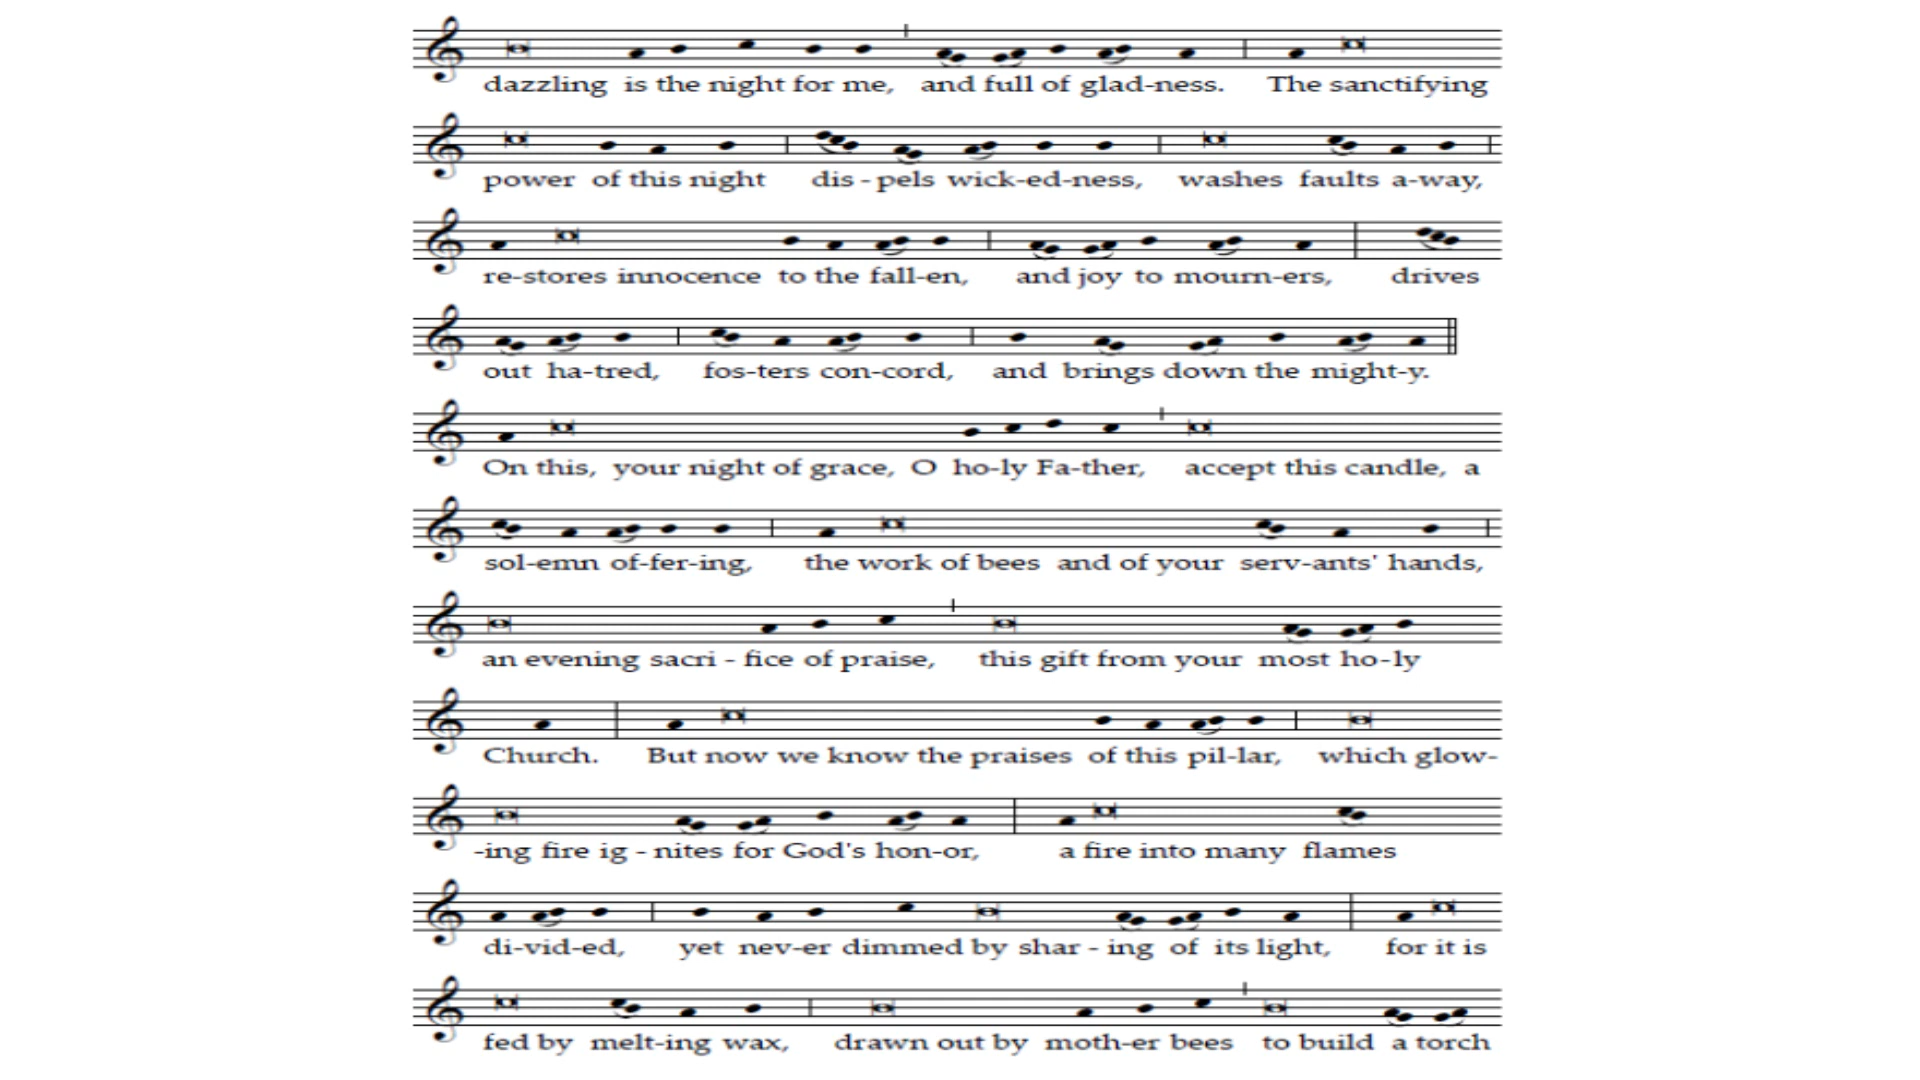 dazzling is the night for me, and full of glad-ness. The sanctifying
power of this night dis - pels wick-ed-ness, washes faults a-way,
re-stores innocence to the fall-en, and joy to mourn-ers, drives
out ha-tred, fos-ters con-cord, and brings down the might-y.
On this, your night of grace, O ho-ly Fa-ther, accept this candle, a
sol-emn of-fer-ing, the work of bees and of your serv-ants' hands,
an evening sacri - fice of praise, this gift from your most ho-ly
Church. But now we know the praises of this pil-lar, which glow-
-ing fire ig - nites for God's hon-or, a fire into many flames
di-vid-ed, yet nev-er dimmed by shar - ing of its light, for it is
fed by melt-ing wax, drawn out by moth-er bees to build a torch